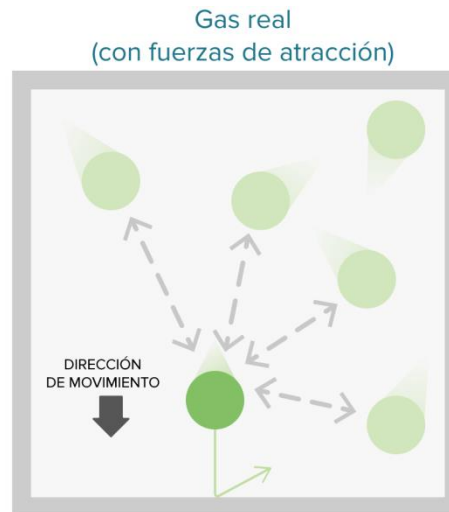 Gas real
(con fuerzas de atracción)
DIRECCIÓN
DE MOVIMIENTO